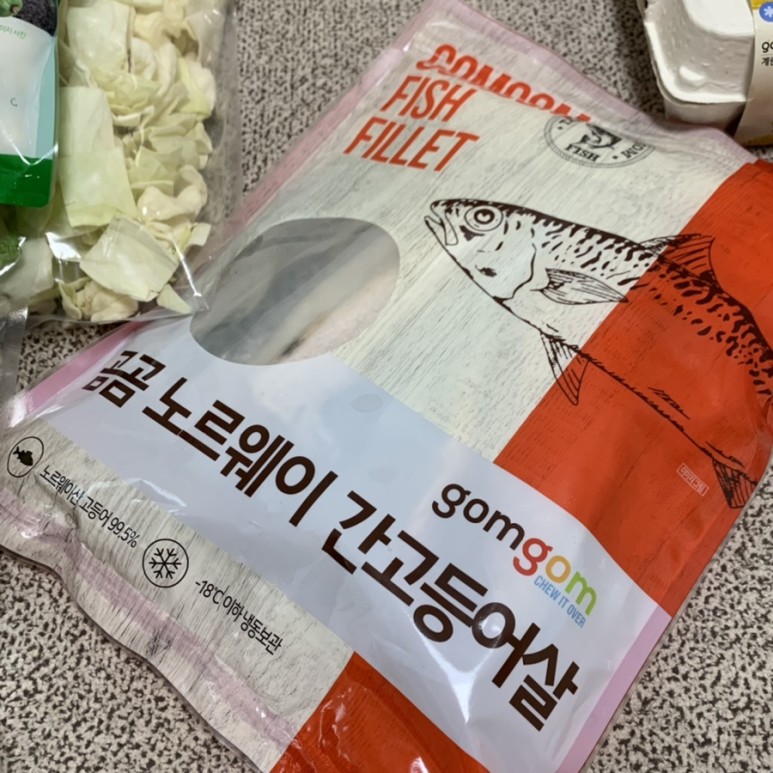 GOMGOM
FISH
FILLET
FISH
곰곰 노르웨이 간고등어살
gomgom
CHEW IT OVER
노르웨이산 고등어 99.5%
-18℃ 이하 냉동보관